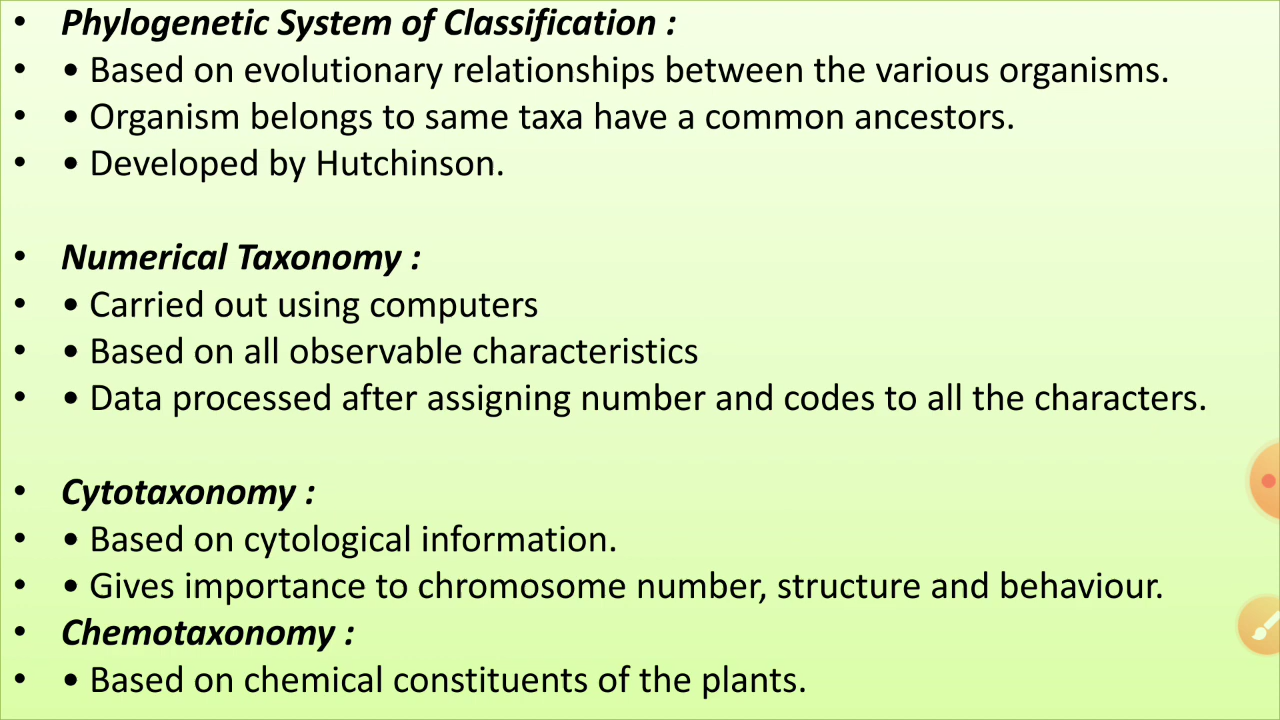 • Phylogenetic System of Classification :
• • Based on evolutionary relationships between the various organisms.
• • Organism belongs to same taxa have a common ancestors.
• • Developed by Hutchinson.
• Numerical Taxonomy :
• • Carried out using computers
• • Based on all observable characteristics
• • Data processed after assigning number and codes to all the characters.
• Cytotaxonomy :
• • Based on cytological information.
• • Gives importance to chromosome number, structure and behaviour.
• Chemotaxonomy :
• • Based on chemical constituents of the plants.